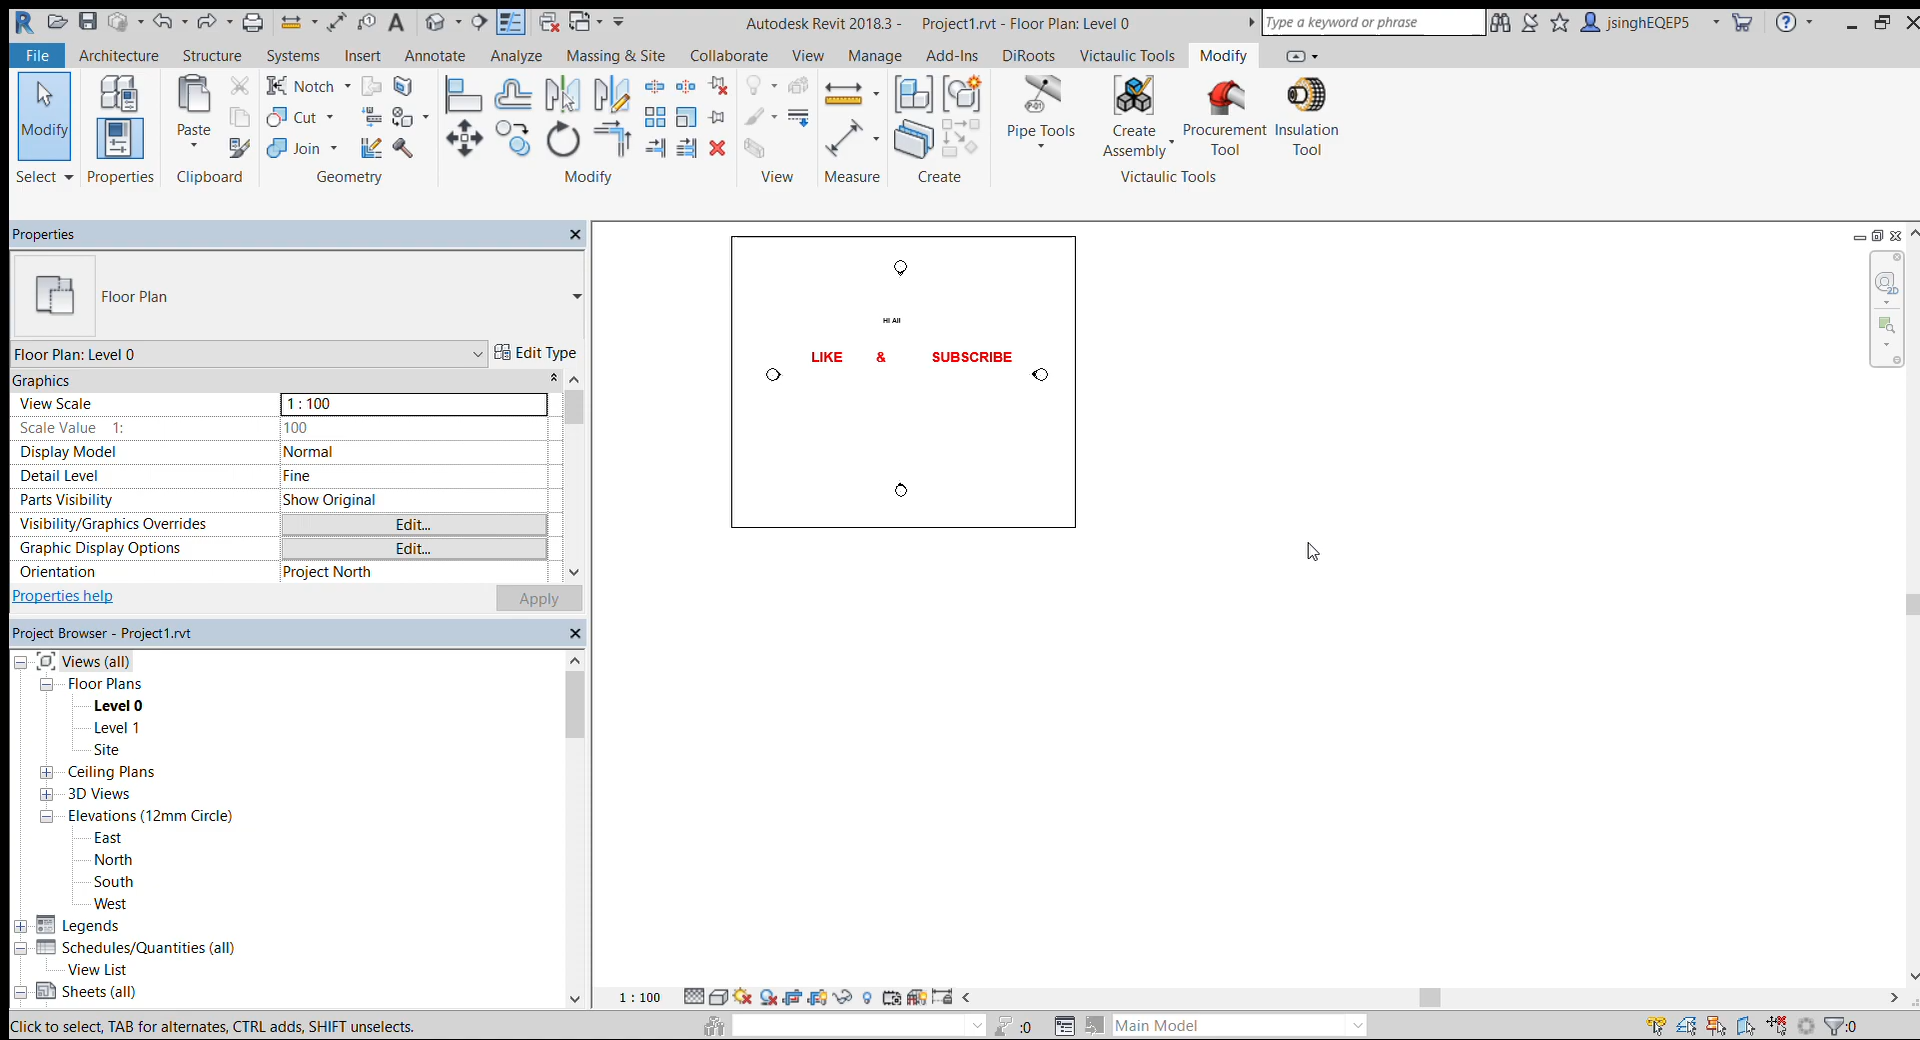 Autodesk Revit 2018.3 - Project1.rvt - Floor Plan: Level 0
Type a keyword or phrase
jsinghEQEP5
File Architecture Structure Systems Insert Annotate Analyze Massing & Site Collaborate View Manage Add-Ins DiRoots Victaulic Tools Modify
Modify
Paste
Notch
Cut
Join
Pipe Tools
Create Assembly
Procurement Tool
Insulation Tool
Select Properties Clipboard Geometry Modify View Measure Create Victaulic Tools
Properties
Floor Plan
Floor Plan: Level 0 Edit Type
Graphics
View Scale 1 : 100
Scale Value 1: 100
Display Model Normal
Detail Level Fine
Parts Visibility Show Original
Visibility/Graphics Overrides Edit...
Graphic Display Options Edit...
Orientation Project North
Properties help Apply
Project Browser - Project1.rvt
Views (all)
Floor Plans
Level 0
Level 1
Site
Ceiling Plans
3D Views
Elevations (12mm Circle)
East
North
South
West
Legends
Schedules/Quantities (all)
View List
Sheets (all)
Hi All
LIKE & SUBSCRIBE
2D
1 : 100
Click to select, TAB for alternates, CTRL adds, SHIFT unselects.
:0
Main Model
:0